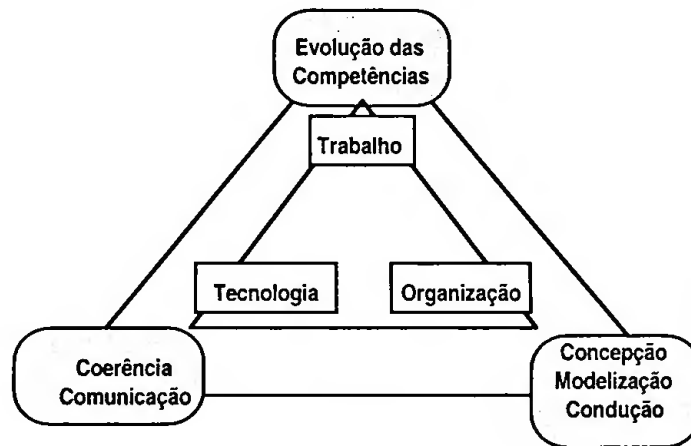 Evolução das
Competências
Trabalho
Tecnologia
Organização
Coerência
Comunicação
Concepção
Modelização
Condução